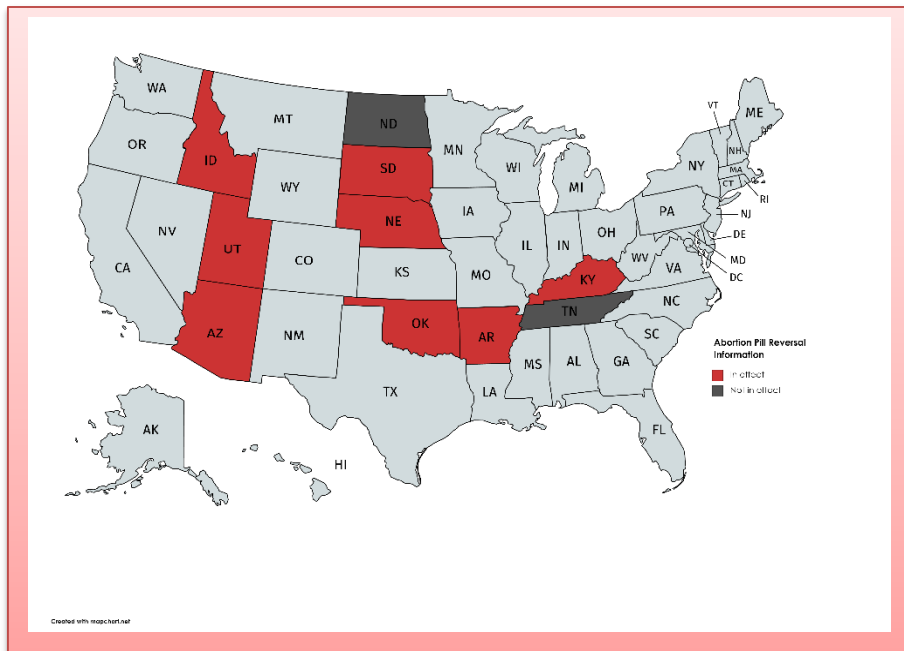 WA
MT
ND
MN
VT
ME
OR
ID
SD
WI
NH
NY
MA
WY
MI
CT
RI
NE
IA
PA
NJ
NV
UT
IL
IN
OH
DE
CA
CO
KS
MO
WV
VA
MD
DC
KY
NC
AZ
NM
OK
AR
TN
SC
MS
AL
GA
TX
LA
FL
AK
HI
Abortion Pill Reversal
Information
In effect
Not in effect
Created with mapchart.net